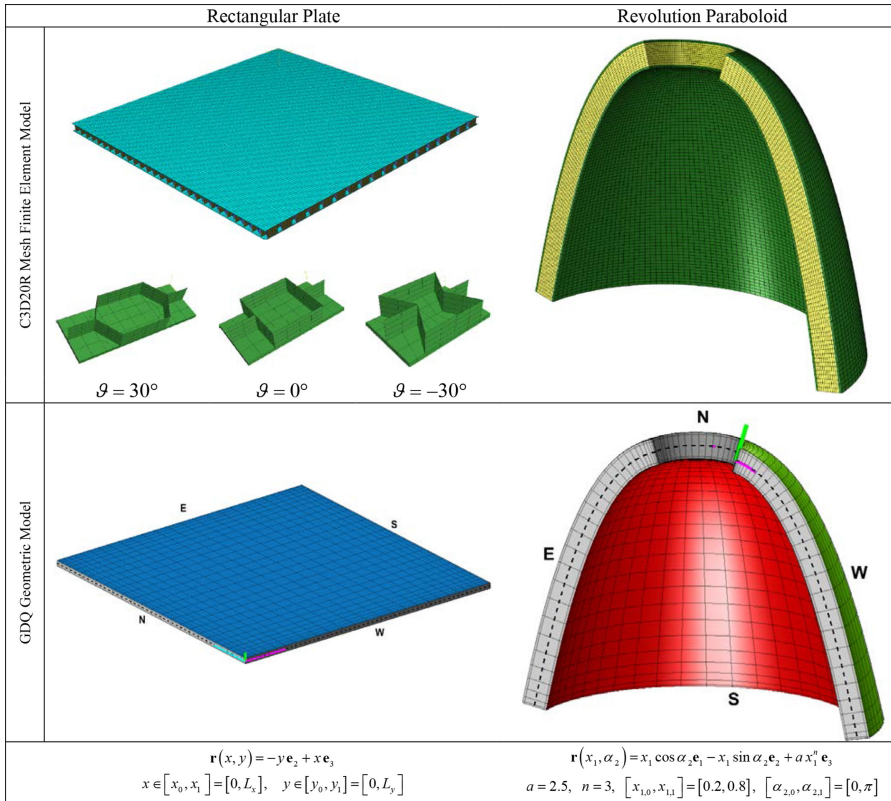 Rectangular Plate
Revolution Paraboloid
C3D20R Mesh Finite Element Model
𝜗 = 30°
𝜗 = 0°
𝜗 = −30°
GDQ Geometric Model
E
S
N
W
N
E
W
S
r(x, y) = −y e₂ + x e₃
x ∈ [x₀, x₁] = [0, Lₓ], y ∈ [y₀, y₁] = [0, L_y]
r(x₁, α₂) = x₁ cos α₂ e₁ − x₁ sin α₂ e₂ + a x₁ⁿ e₃
a = 2.5, n = 3, [x₁,₀, x₁,₁] = [0.2, 0.8], [α₂,₀, α₂,₁] = [0, π]